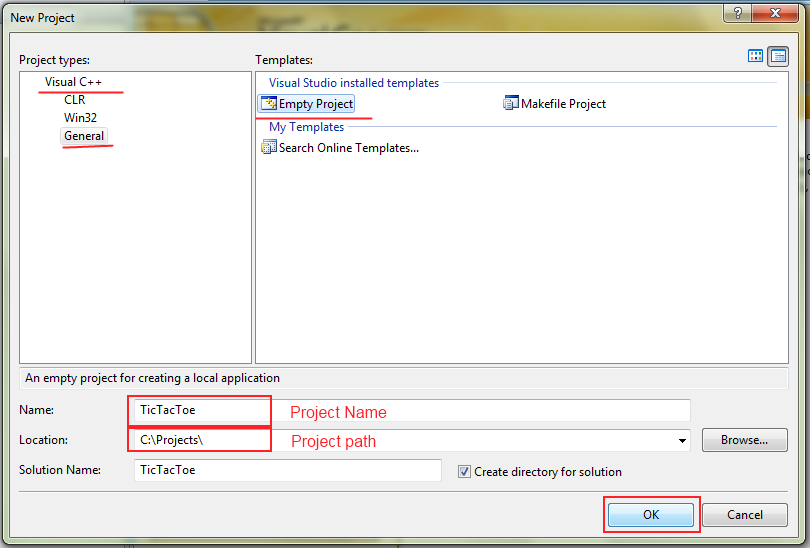 New Project
Project types:
Templates:
Visual C++
CLR
Win32
General
Visual Studio installed templates
Empty Project
Makefile Project
My Templates
Search Online Templates...
An empty project for creating a local application
Name:
TicTacToe
Project Name
Location:
C:\Projects\
Project path
Browse...
Solution Name:
TicTacToe
Create directory for solution
OK
Cancel